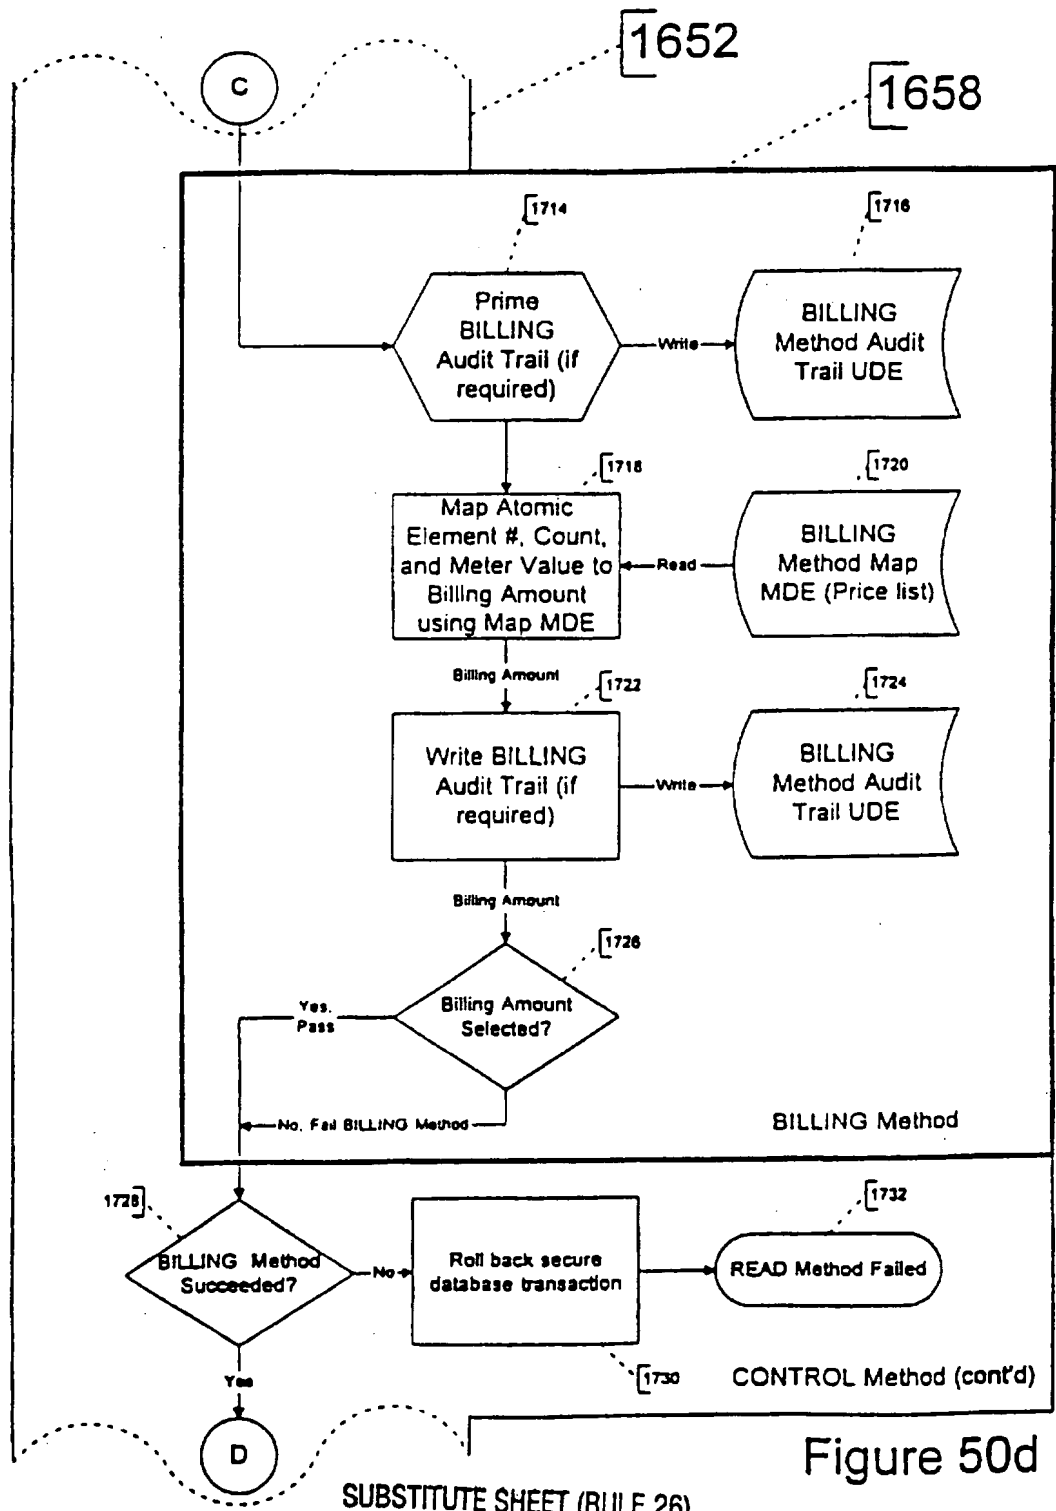 1652
C
1658
1714
1716
Prime
BILLING
Audit Trail (if
required)
Write
BILLING
Method Audit
Trail UDE
1718
1720
Map Atomic
Element #, Count,
and Meter Value to
Billing Amount
using Map MDE
Read
BILLING
Method Map
MDE (Price list)
Billing Amount
1722
1724
Write BILLING
Audit Trail (if
required)
Write
BILLING
Method Audit
Trail UDE
Billing Amount
1726
Billing Amount
Selected?
Yes,
Pass
No, Fail BILLING Method
BILLING Method
1728
BILLING Method
Succeeded?
No
Roll back secure
database transaction
1732
READ Method Failed
1730
CONTROL Method (cont'd)
Yes
D
Figure 50d
SUBSTITUTE SHEET (RULE 26)